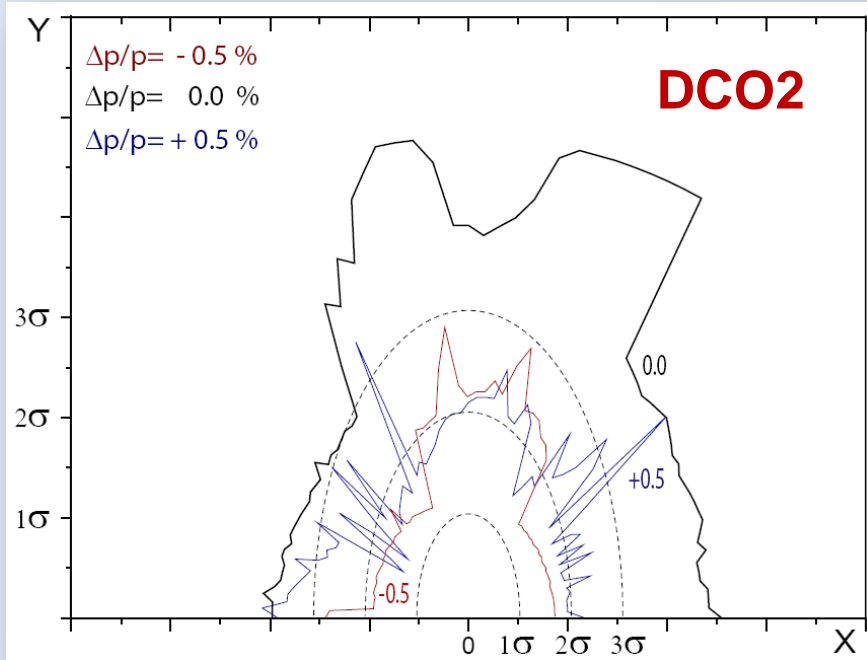 Y
Δp/p= - 0.5 %
DCO2
Δp/p= 0.0 %
Δp/p= + 0.5 %
3σ
0.0
2σ
+0.5
1σ
-0.5
0 1σ 2σ 3σ X